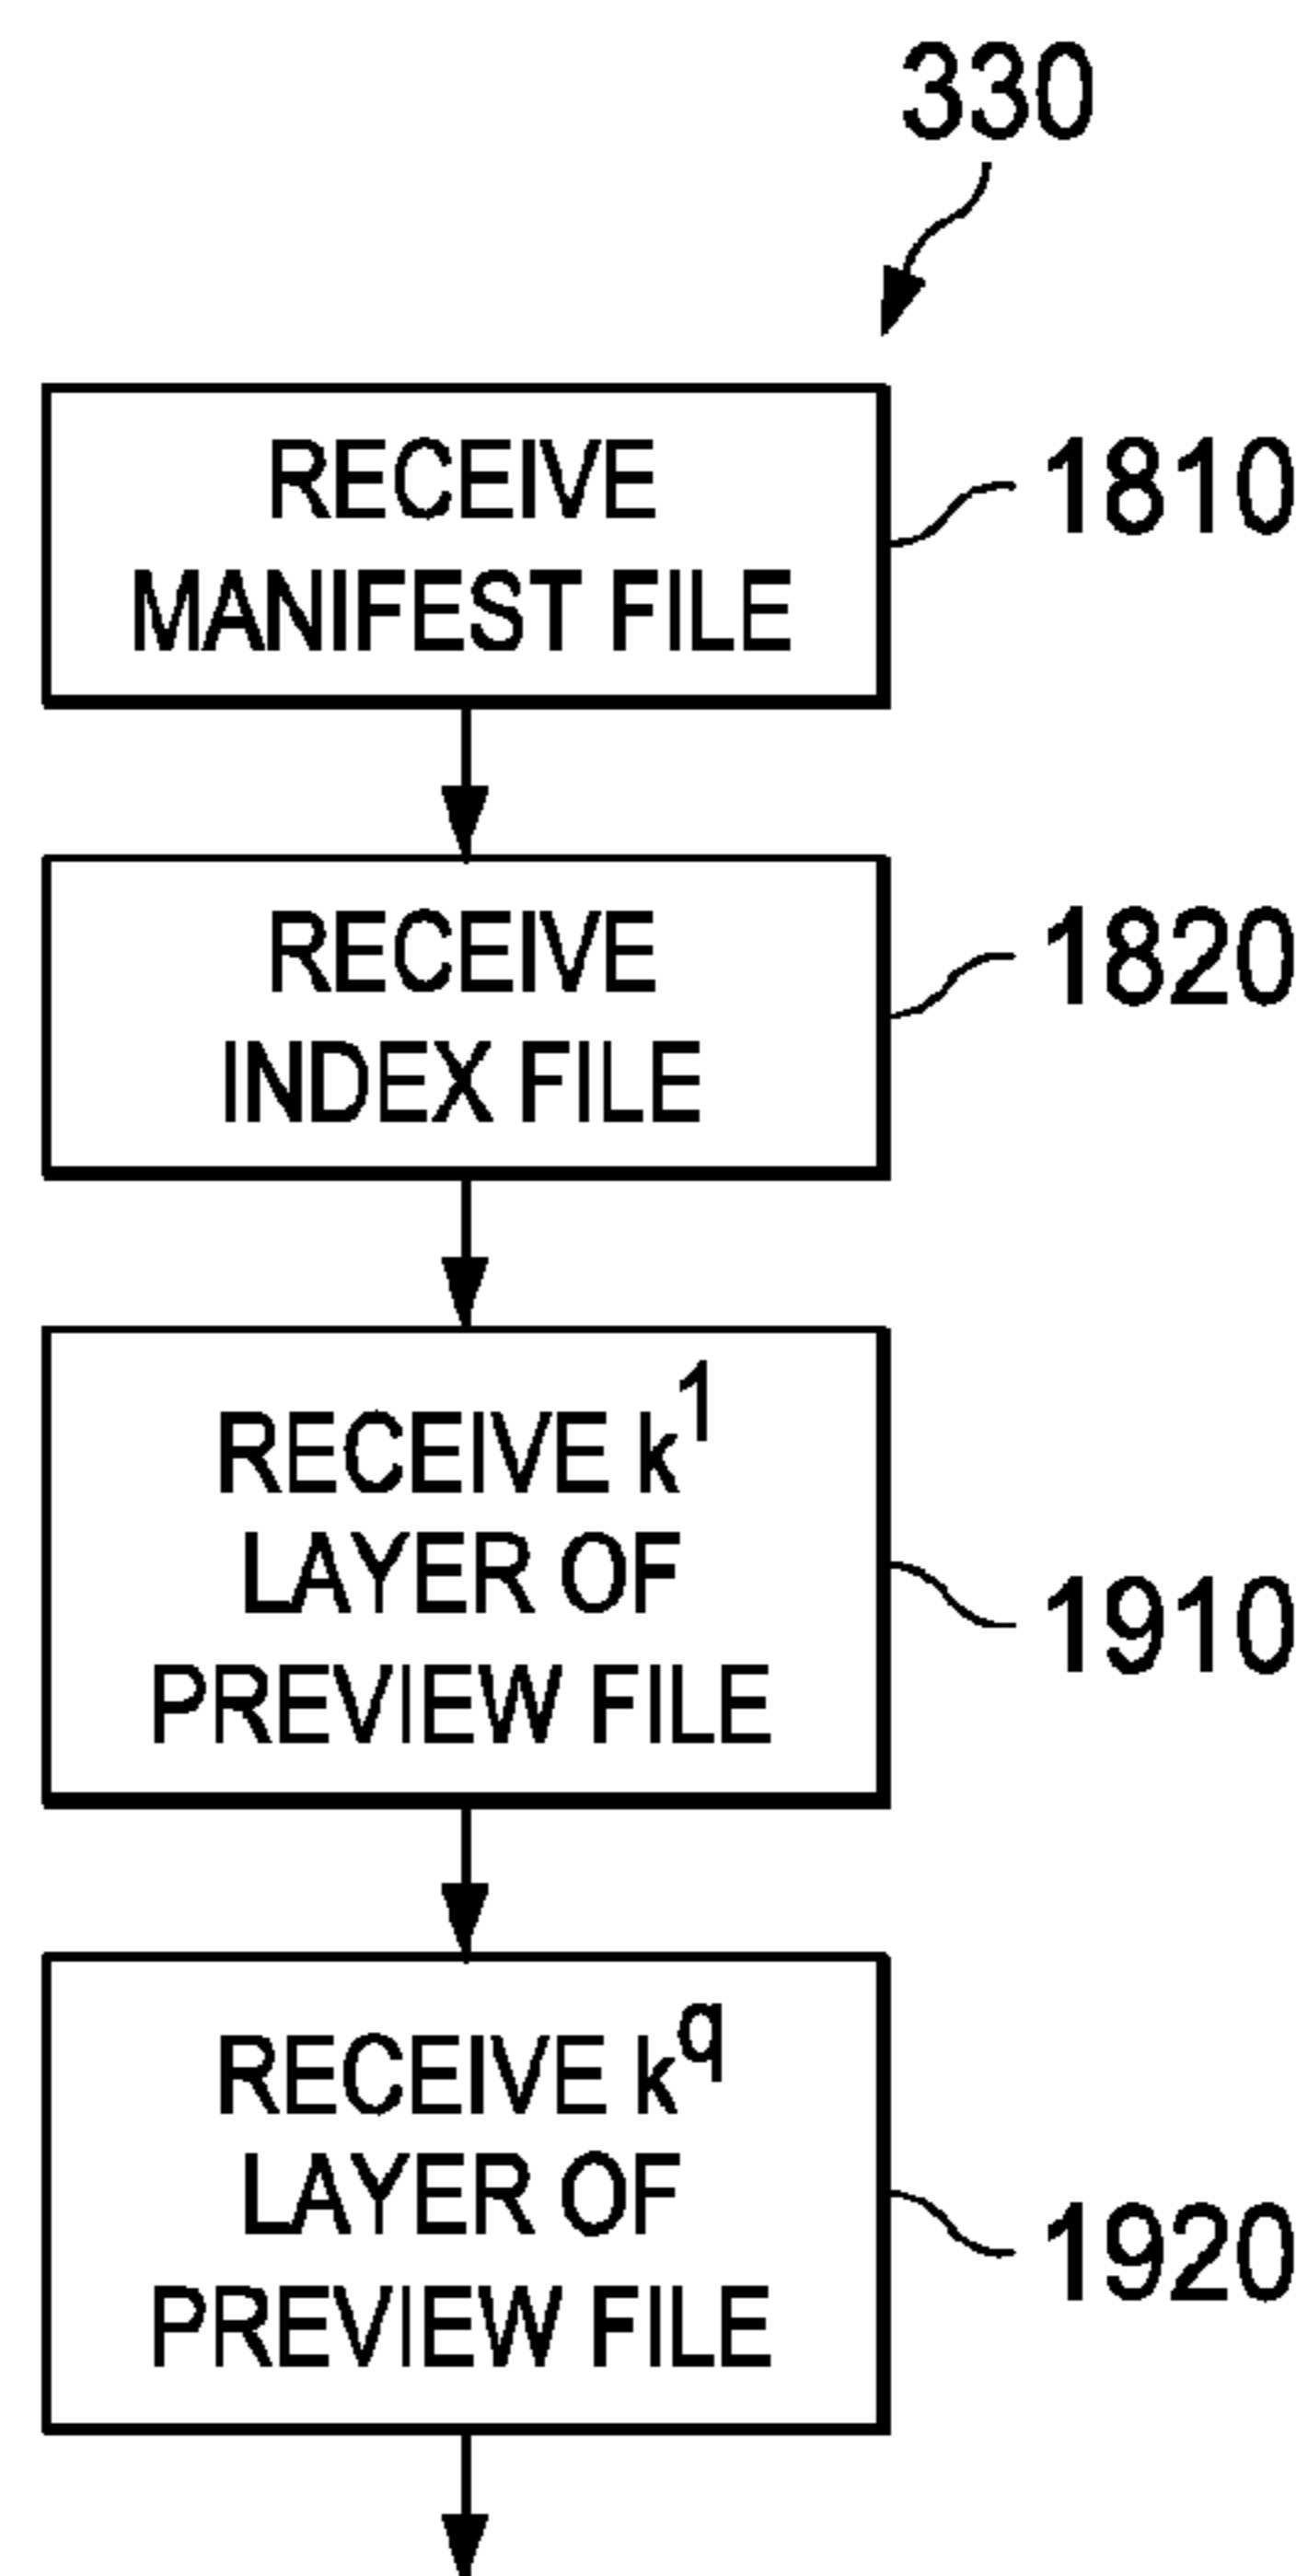 330
RECEIVE
MANIFEST FILE
1810
RECEIVE
INDEX FILE
1820
RECEIVE k¹
LAYER OF
PREVIEW FILE
1910
RECEIVE k^q
LAYER OF
PREVIEW FILE
1920